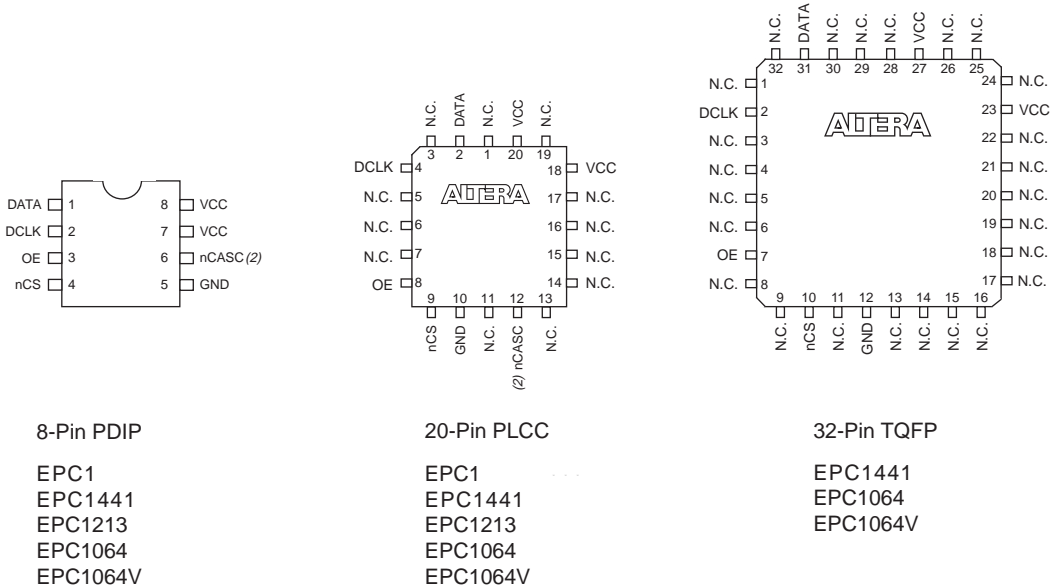 DATA 1
DCLK 2
OE 3
nCS 4
8 VCC
7 VCC
6 nCASC (2)
5 GND
8-Pin PDIP
EPC1
EPC1441
EPC1213
EPC1064
EPC1064V
N.C. DATA N.C. VCC N.C.
3 2 1 20 19
DCLK 4
N.C. 5
N.C. 6
N.C. 7
OE 8
ALTERA
18 VCC
17 N.C.
16 N.C.
15 N.C.
14 N.C.
9 10 11 12 13
nCS GND N.C. (2) nCASC N.C.
20-Pin PLCC
EPC1
EPC1441
EPC1213
EPC1064
EPC1064V
N.C. DATA N.C. N.C. N.C. VCC N.C. N.C.
32 31 30 29 28 27 26 25
N.C. 1
DCLK 2
N.C. 3
N.C. 4
N.C. 5
N.C. 6
OE 7
N.C. 8
ALTERA
24 N.C.
23 VCC
22 N.C.
21 N.C.
20 N.C.
19 N.C.
18 N.C.
17 N.C.
9 10 11 12 13 14 15 16
N.C. nCS N.C. GND N.C. N.C. N.C. N.C.
32-Pin TQFP
EPC1441
EPC1064
EPC1064V